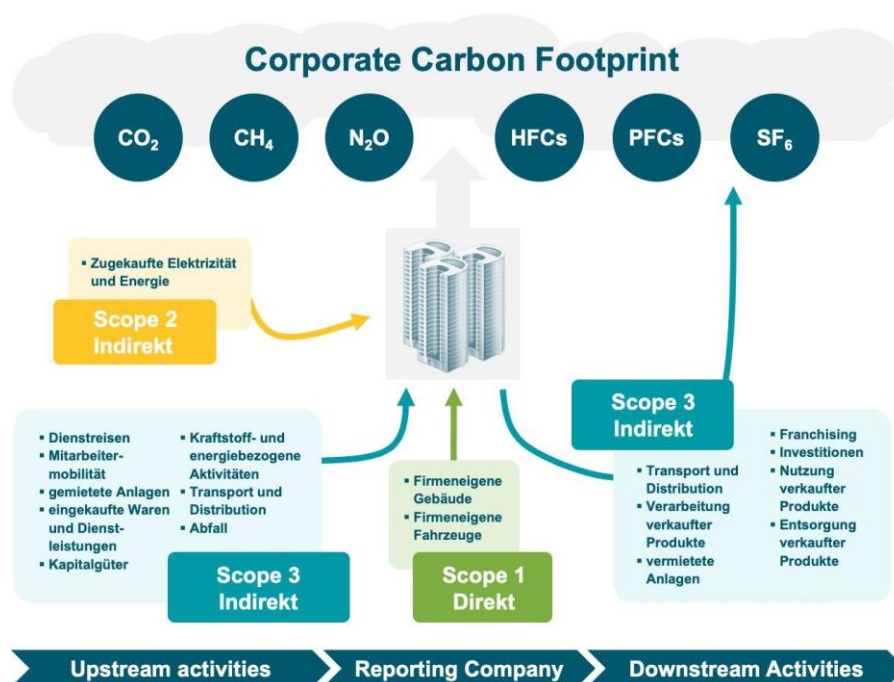 Corporate Carbon Footprint
CO₂
CH₄
N₂O
HFCs
PFCs
SF₆
▪ Zugekaufte Elektrizität
und Energie
Scope 2
Indirekt
▪ Dienstreisen
▪ Mitarbeiter-
mobilität
▪ gemietete Anlagen
▪ eingekaufte Waren
und Dienst-
leistungen
▪ Kapitalgüter
▪ Kraftstoff- und
energiebezogene
Aktivitäten
▪ Transport und
Distribution
▪ Abfall
Scope 3
Indirekt
▪ Firmeneigene
Gebäude
▪ Firmeneigene
Fahrzeuge
Scope 1
Direkt
Scope 3
Indirekt
▪ Transport und
Distribution
▪ Verarbeitung
verkaufter
Produkte
▪ vermietete
Anlagen
▪ Franchising
▪ Investitionen
▪ Nutzung
verkaufter
Produkte
▪ Entsorgung
verkaufter
Produkte
Upstream activities
Reporting Company
Downstream Activities